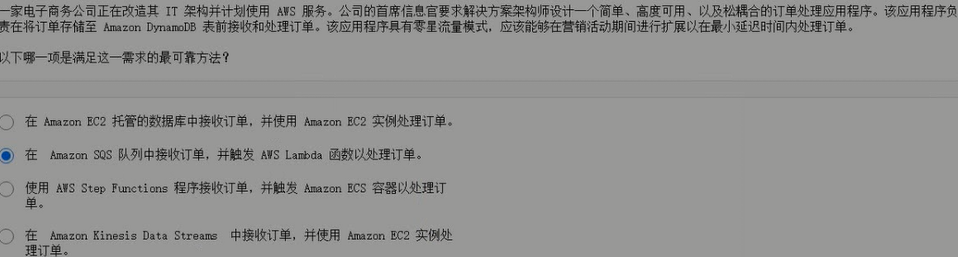 一家电子商务公司正在改造其 IT 架构并计划使用 AWS 服务。公司的首席信息官要求解决方案架构师设计一个简单、高度可用、以及松耦合的订单处理应用程序。该应用程序负
责在将订单存储至 Amazon DynamoDB 表前接收和处理订单。该应用程序具有零星流量模式，应该能够在营销活动期间进行扩展以在最小延迟时间内处理订单。
以下哪一项是满足这一需求的最可靠方法？
在 Amazon EC2 托管的数据库中接收订单，并使用 Amazon EC2 实例处理订单。
在 Amazon SQS 队列中接收订单，并触发 AWS Lambda 函数以处理订单。
使用 AWS Step Functions 程序接收订单，并触发 Amazon ECS 容器以处理订
单。
在 Amazon Kinesis Data Streams 中接收订单，并使用 Amazon EC2 实例处
理订单。